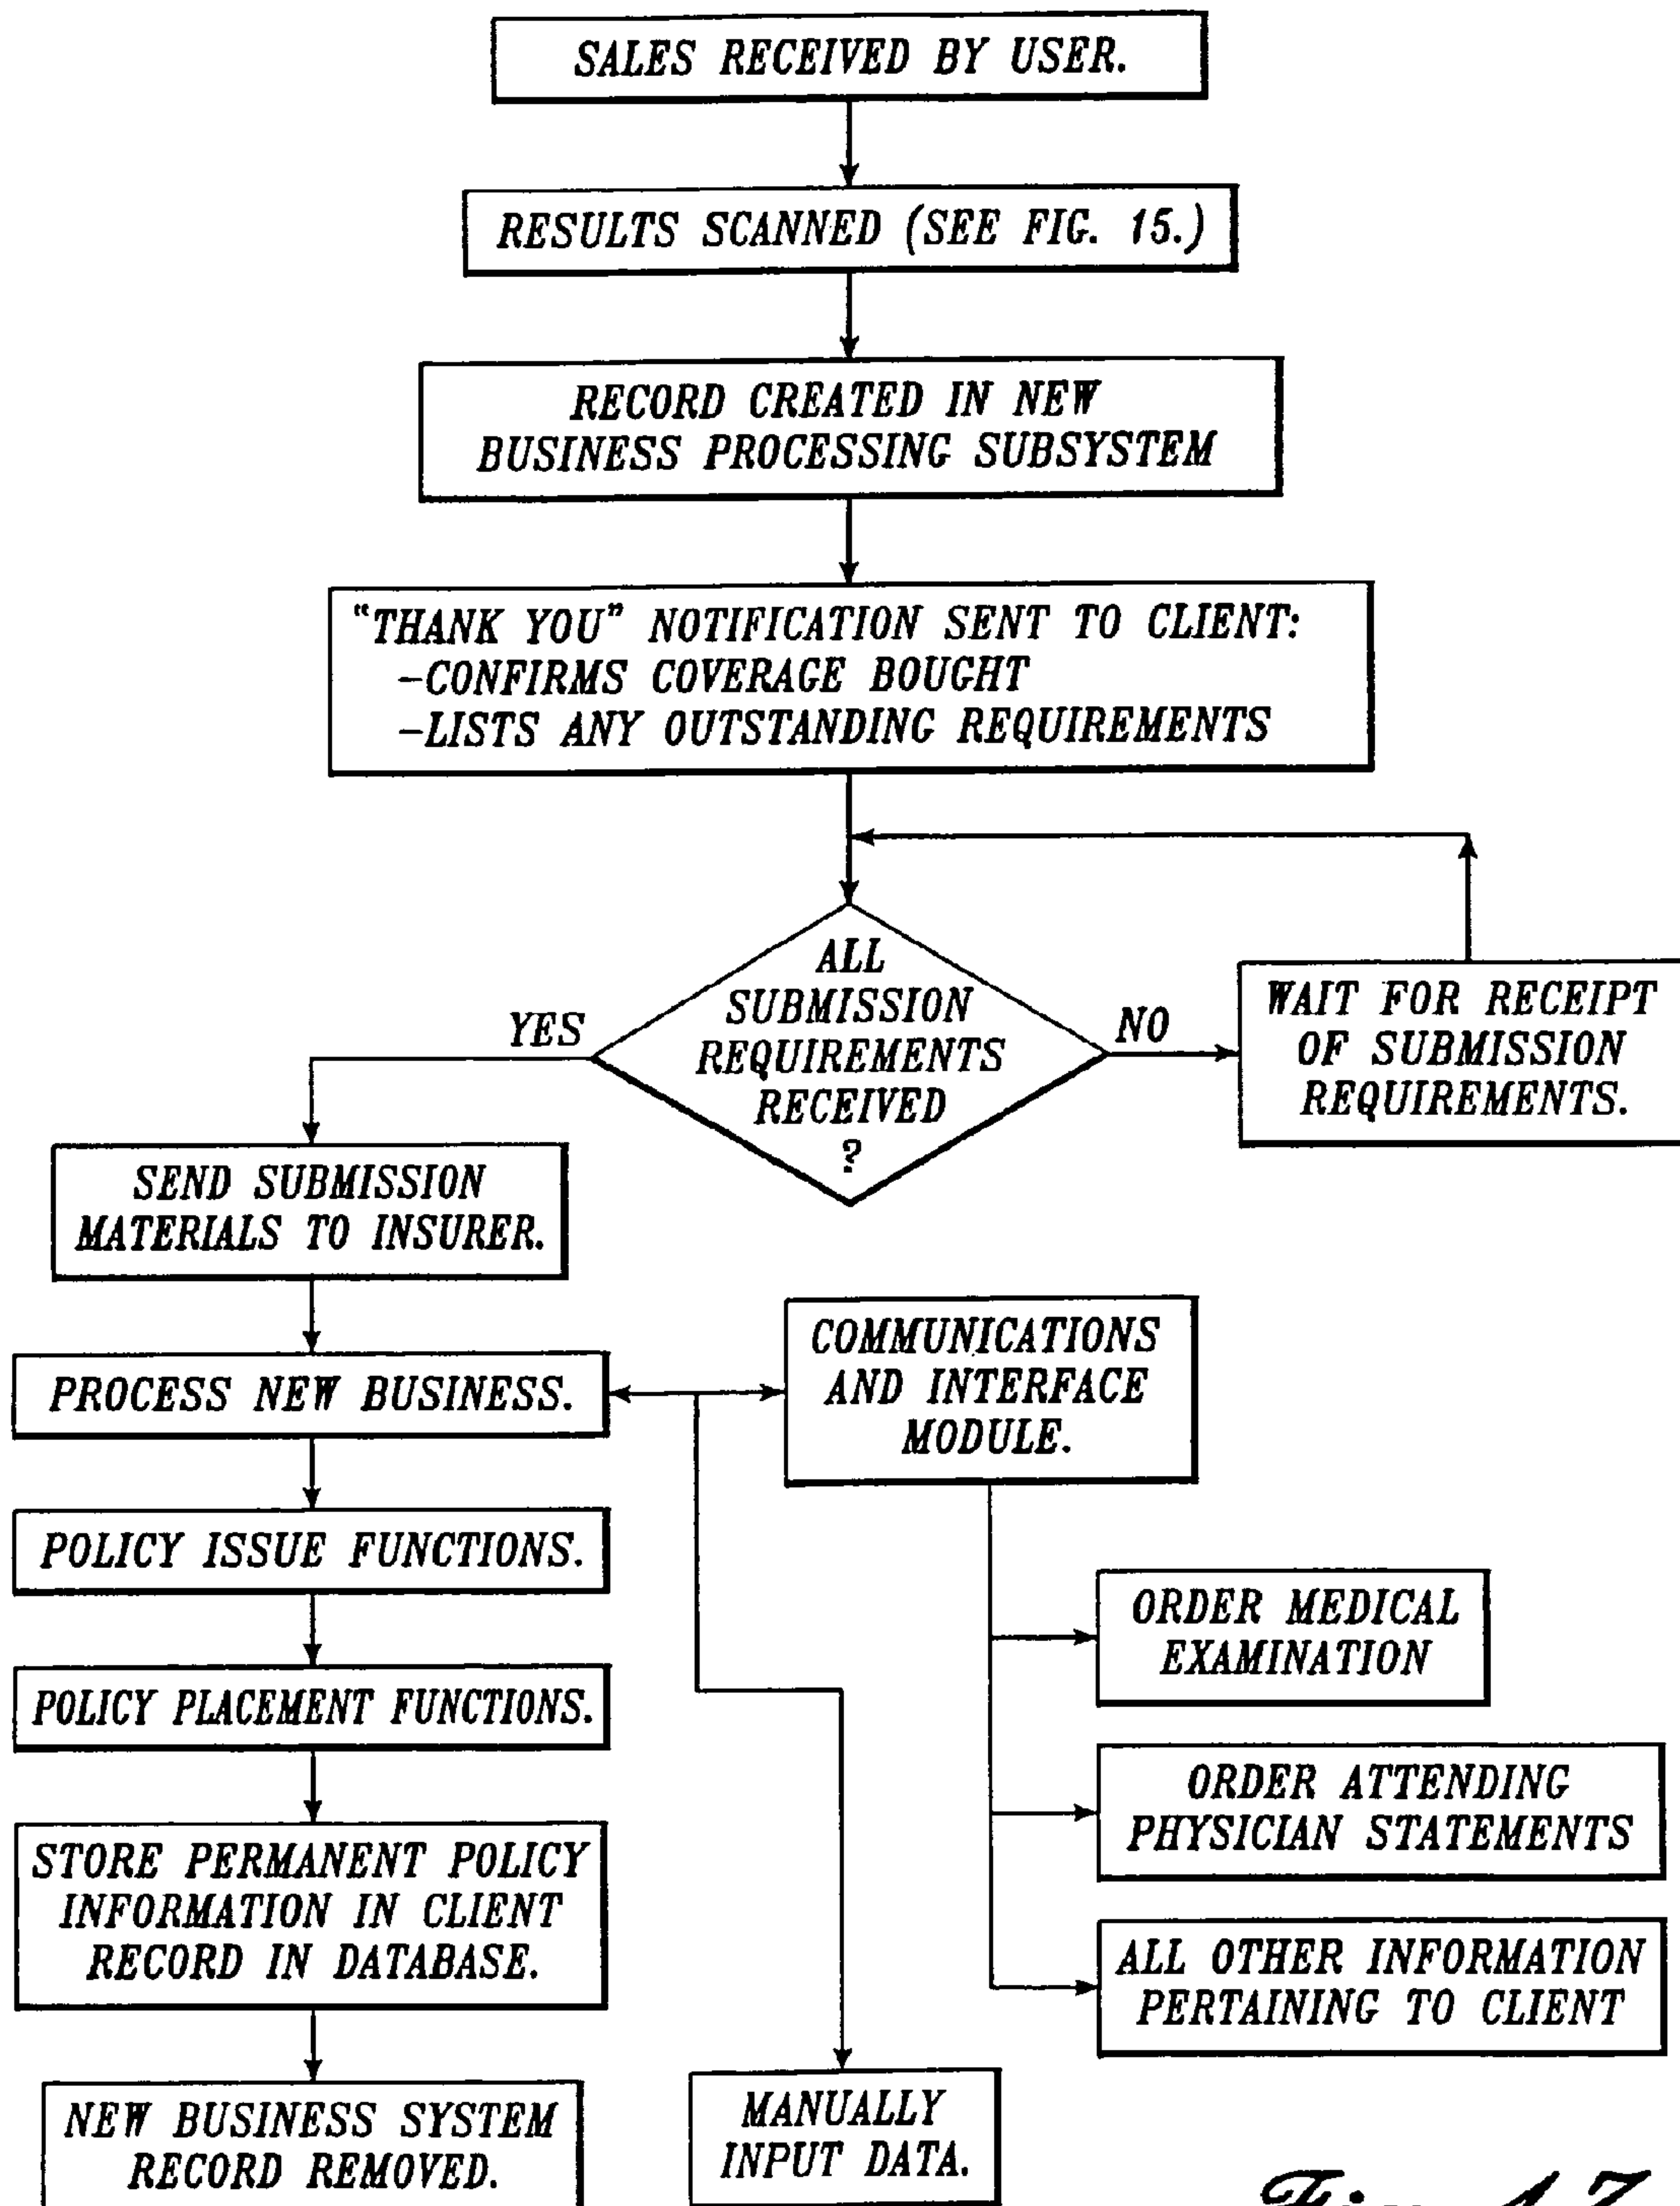 SALES RECEIVED BY USER.
RESULTS SCANNED (SEE FIG. 15.)
RECORD CREATED IN NEW
BUSINESS PROCESSING SUBSYSTEM
"THANK YOU" NOTIFICATION SENT TO CLIENT:
-CONFIRMS COVERAGE BOUGHT
-LISTS ANY OUTSTANDING REQUIREMENTS
ALL
SUBMISSION
REQUIREMENTS
RECEIVED
?
YES
NO
WAIT FOR RECEIPT
OF SUBMISSION
REQUIREMENTS.
SEND SUBMISSION
MATERIALS TO INSURER.
PROCESS NEW BUSINESS.
COMMUNICATIONS
AND INTERFACE
MODULE.
POLICY ISSUE FUNCTIONS.
ORDER MEDICAL
EXAMINATION
POLICY PLACEMENT FUNCTIONS.
ORDER ATTENDING
PHYSICIAN STATEMENTS
STORE PERMANENT POLICY
INFORMATION IN CLIENT
RECORD IN DATABASE.
ALL OTHER INFORMATION
PERTAINING TO CLIENT
NEW BUSINESS SYSTEM
RECORD REMOVED.
MANUALLY
INPUT DATA.